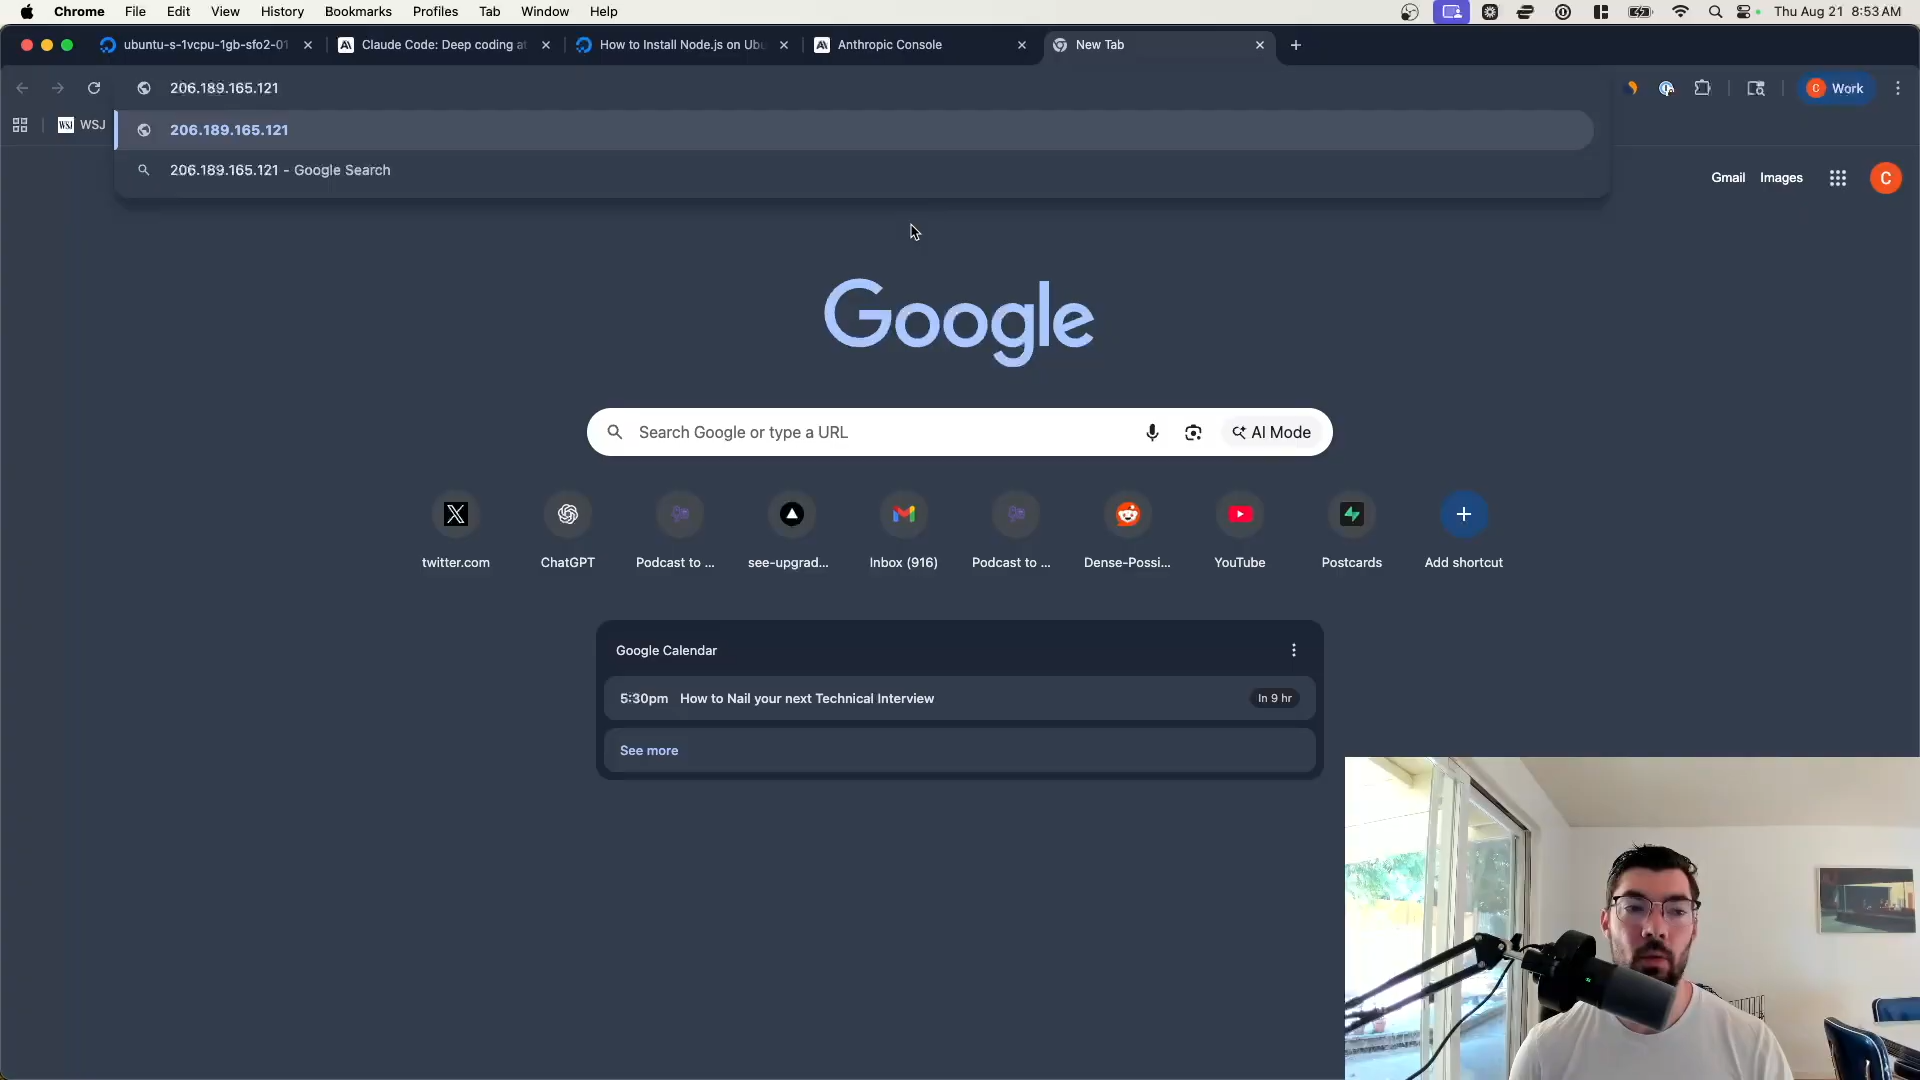 Chrome File Edit View History Bookmarks Profiles Tab Window Help Thu Aug 21 8:53 AM
ubuntu-s-1vcpu-1gb-sfo2-01 Claude Code: Deep coding at How to Install Node.js on Ubu Anthropic Console New Tab
206.189.165.121 C Work
WSJ WSJ
206.189.165.121
206.189.165.121 - Google Search
Gmail Images C
Google
Search Google or type a URL AI Mode
twitter.com ChatGPT Podcast to ... see-upgrad... Inbox (916) Podcast to ... Dense-Possi... YouTube Postcards Add shortcut
Google Calendar
5:30pm How to Nail your next Technical Interview In 9 hr
See more